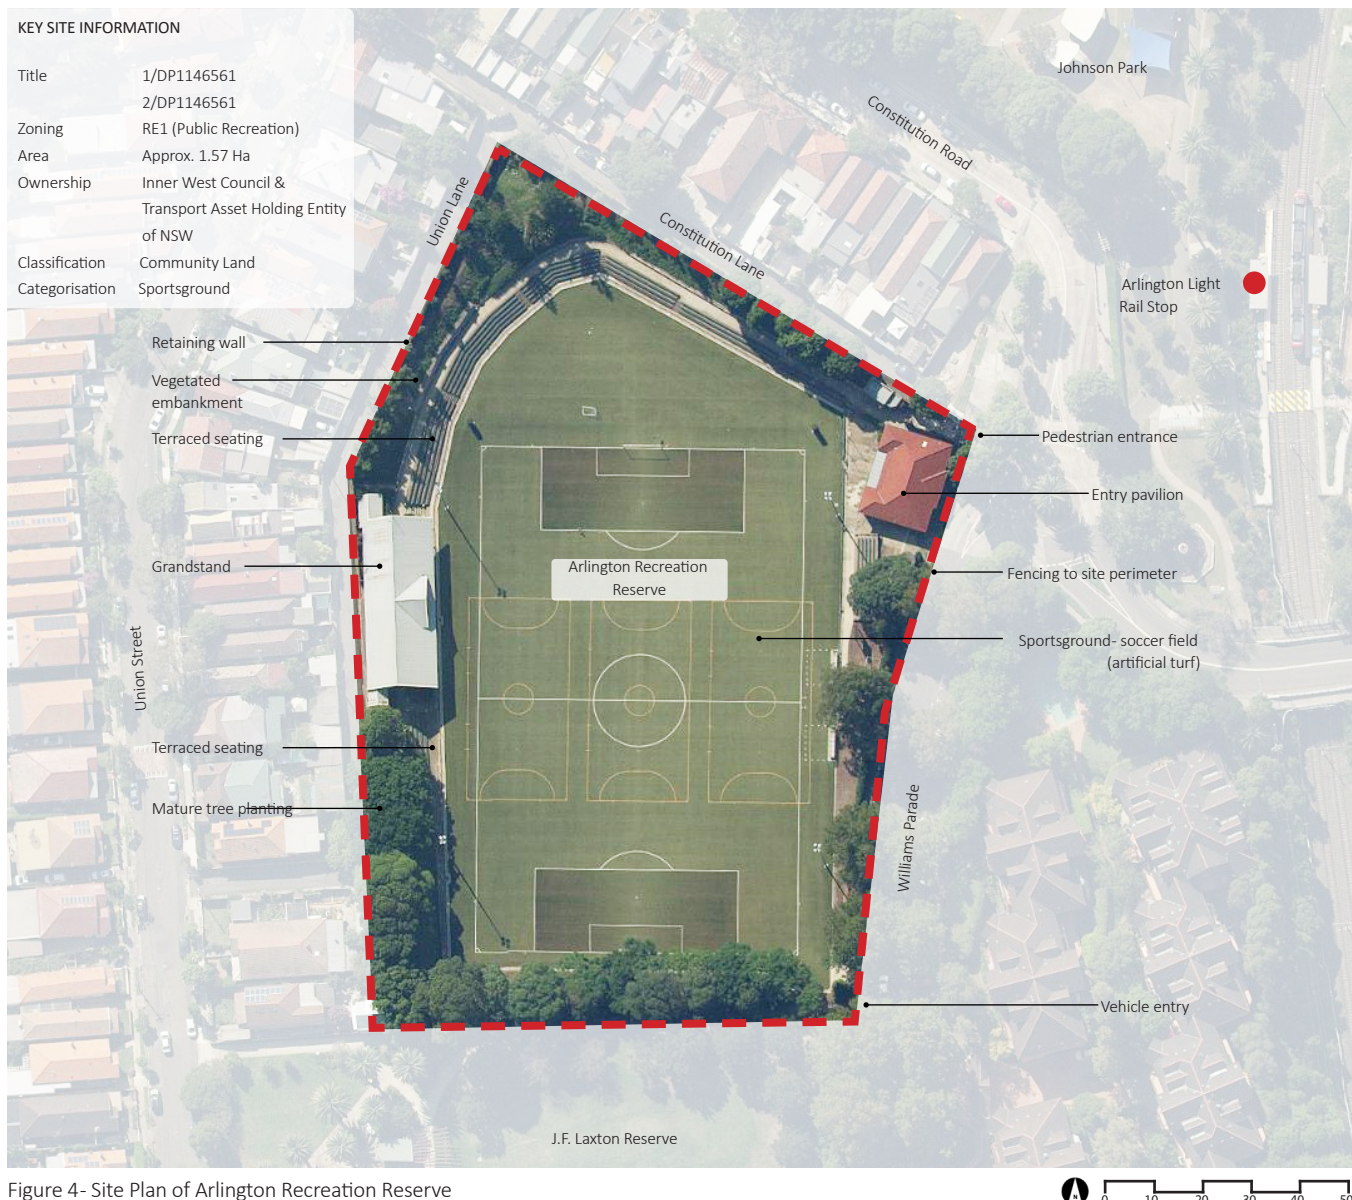 KEY SITE INFORMATION
Title 1/DP1146561
2/DP1146561
Zoning RE1 (Public Recreation)
Area Approx. 1.57 Ha
Ownership Inner West Council &
Transport Asset Holding Entity
of NSW
Classification Community Land
Categorisation Sportsground
Johnson Park
Constitution Road
Union Lane
Constitution Lane
Arlington Light
Rail Stop
Retaining wall
Vegetated
embankment
Terraced seating
Pedestrian entrance
Entry pavilion
Grandstand
Arlington Recreation
Reserve
Fencing to site perimeter
Sportsground- soccer field
(artificial turf)
Union Street
Terraced seating
Mature tree planting
Williams Parade
Vehicle entry
J.F. Laxton Reserve
Figure 4- Site Plan of Arlington Recreation Reserve
N
0 10 20 30 40 50